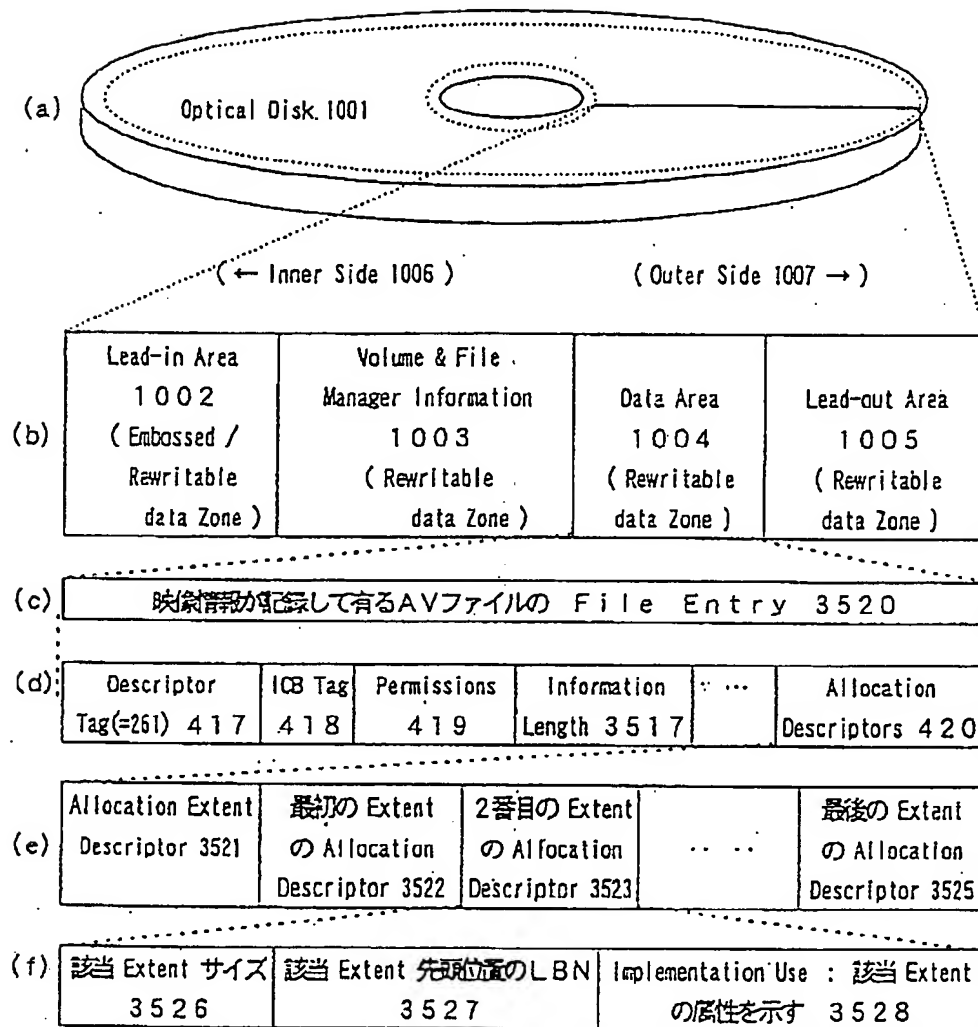 (a)
Optical Disk 1001
( ← Inner Side 1006 )
( Outer Side 1007 → )
(b)
Lead-in Area
1002
( Embossed /
Rewritable
data Zone )
Volume & File
Manager Information
1003
( Rewritable
data Zone )
Data Area
1004
( Rewritable
data Zone )
Lead-out Area
1005
( Rewritable
data Zone )
(c)
映像情報が記録して有るAVファイルの File Entry 3520
(d)
Descriptor
Tag(=261) 417
ICB Tag
418
Permissions
419
Information
Length 3517
...
Allocation
Descriptors 420
(e)
Allocation Extent
Descriptor 3521
最初の Extent
の Allocation
Descriptor 3522
2番目の Extent
の Allocation
Descriptor 3523
.. ..
最後の Extent
の Allocation
Descriptor 3525
(f)
該当 Extent サイズ
3526
該当 Extent 先頭位置のLBN
3527
Implementation Use : 該当 Extent
の属性を示す 3528